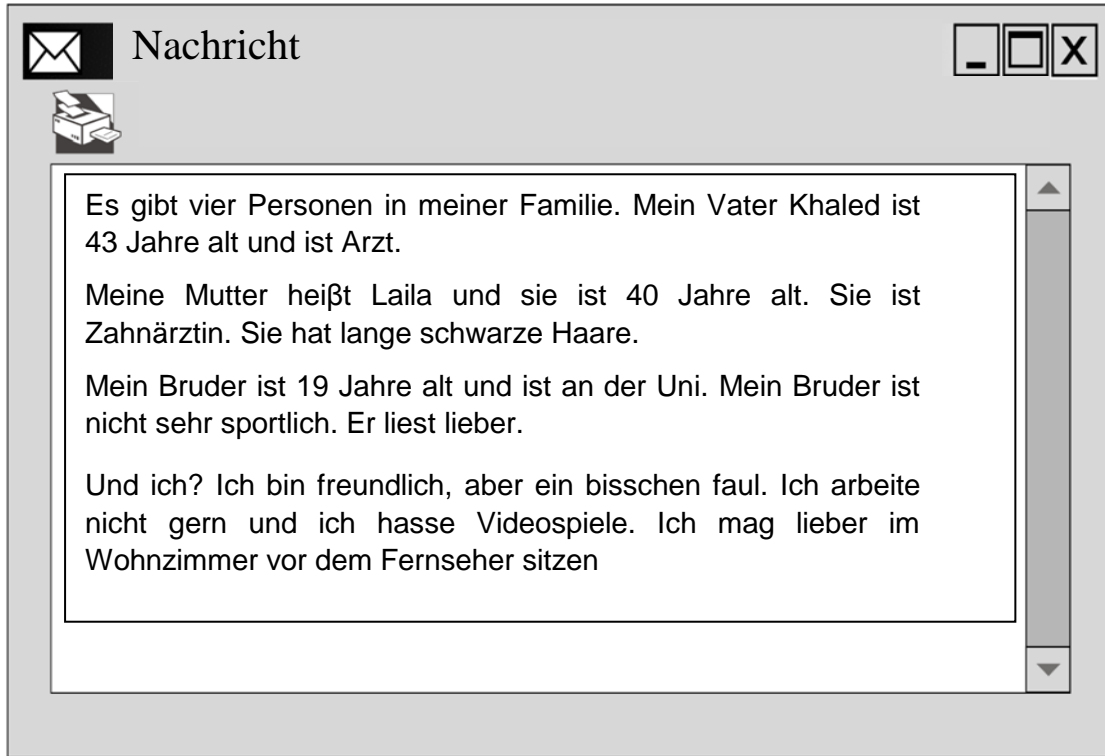 Nachricht
Es gibt vier Personen in meiner Familie. Mein Vater Khaled ist
43 Jahre alt und ist Arzt.
Meine Mutter heiβt Laila und sie ist 40 Jahre alt. Sie ist
Zahnärztin. Sie hat lange schwarze Haare.
Mein Bruder ist 19 Jahre alt und ist an der Uni. Mein Bruder ist
nicht sehr sportlich. Er liest lieber.
Und ich? Ich bin freundlich, aber ein bisschen faul. Ich arbeite
nicht gern und ich hasse Videospiele. Ich mag lieber im
Wohnzimmer vor dem Fernseher sitzen